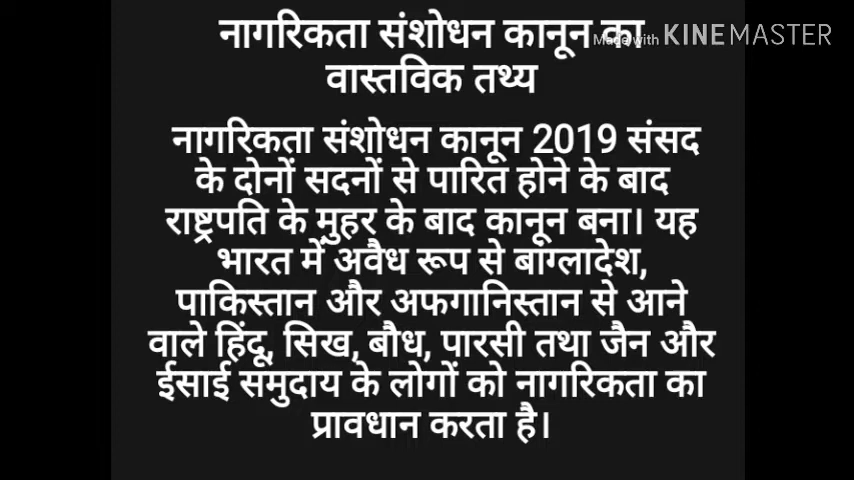 नागरिकता संशोधन कानून का
Made with KINEMASTER
वास्तविक तथ्य
नागरिकता संशोधन कानून 2019 संसद
के दोनों सदनों से पारित होने के बाद
राष्ट्रपति के मुहर के बाद कानून बना। यह
भारत में अवैध रूप से बांग्लादेश,
पाकिस्तान और अफगानिस्तान से आने
वाले हिंदू, सिख, बौध, पारसी तथा जैन और
ईसाई समुदाय के लोगों को नागरिकता का
प्रावधान करता है।